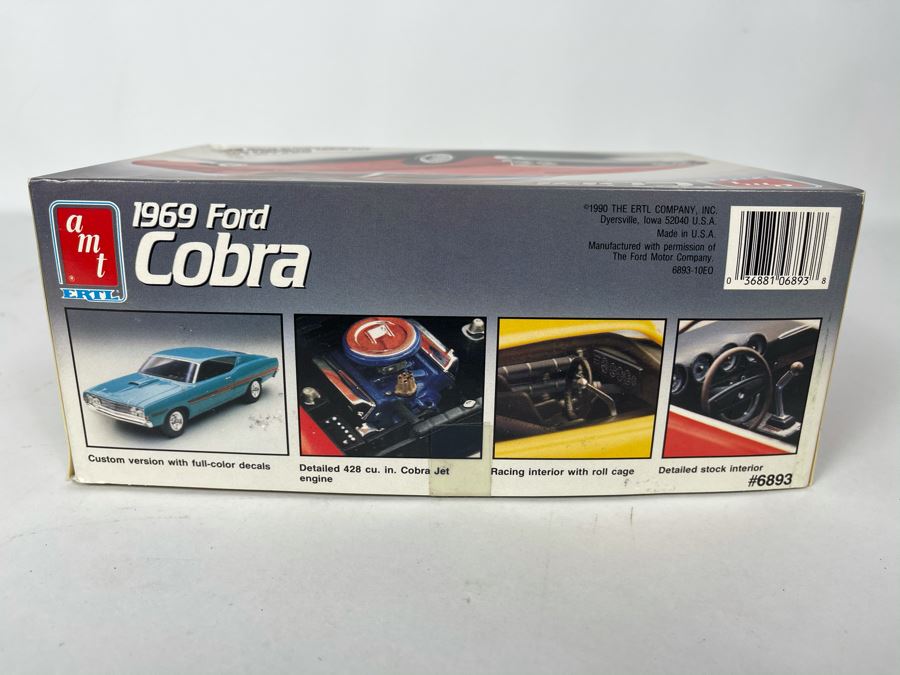 amt
ERTL
1969 Ford
Cobra
©1990 THE ERTL COMPANY, INC.
Dyersville, Iowa 52040 U.S.A.
Made in U.S.A.
Manufactured with permission of
The Ford Motor Company.
6893-10EO
0 36881 06893 8
Custom version with full-color decals
Detailed 428 cu. in. Cobra Jet
engine
Racing interior with roll cage
Detailed stock interior
#6893